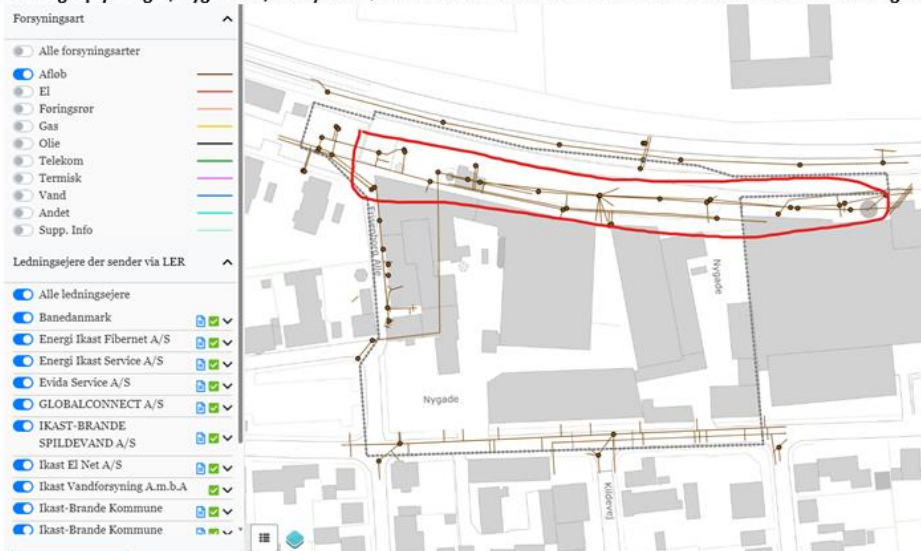 Forsyningsart
Alle forsyningsarter
Afløb
El
Føringsrør
Gas
Olie
Telekom
Termisk
Vand
Andet
Supp. Info
Ledningsejere der sender via LER
Alle ledningsejere
Banedanmark
Energi Ikast Fibernet A/S
Energi Ikast Service A/S
Evida Service A/S
GLOBALCONNECT A/S
IKAST-BRANDE
SPILDEVAND A/S
Ikast El Net A/S
Ikast Vandforsyning A.m.b.A
Ikast-Brande Kommune
Ikast-Brande Kommune
Nygade
Nygade
Kildevej